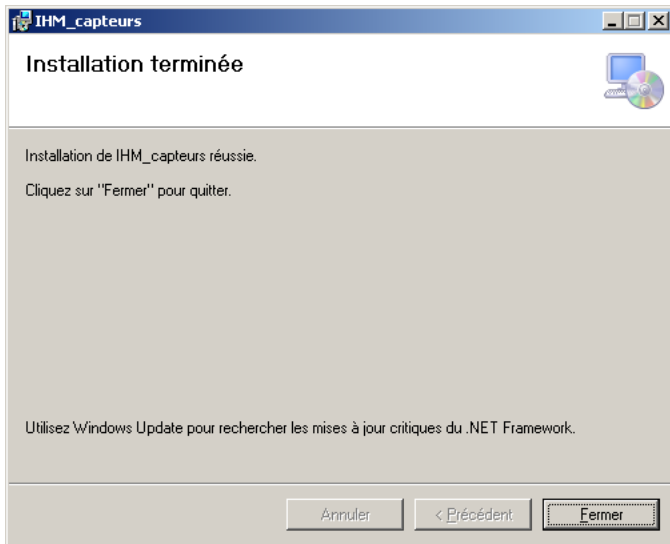 IHM_capteurs
Installation terminée
Installation de IHM_capteurs réussie.
Cliquez sur "Fermer" pour quitter.
Utilisez Windows Update pour rechercher les mises à jour critiques du .NET Framework.
Annuler
< Précédent
Fermer